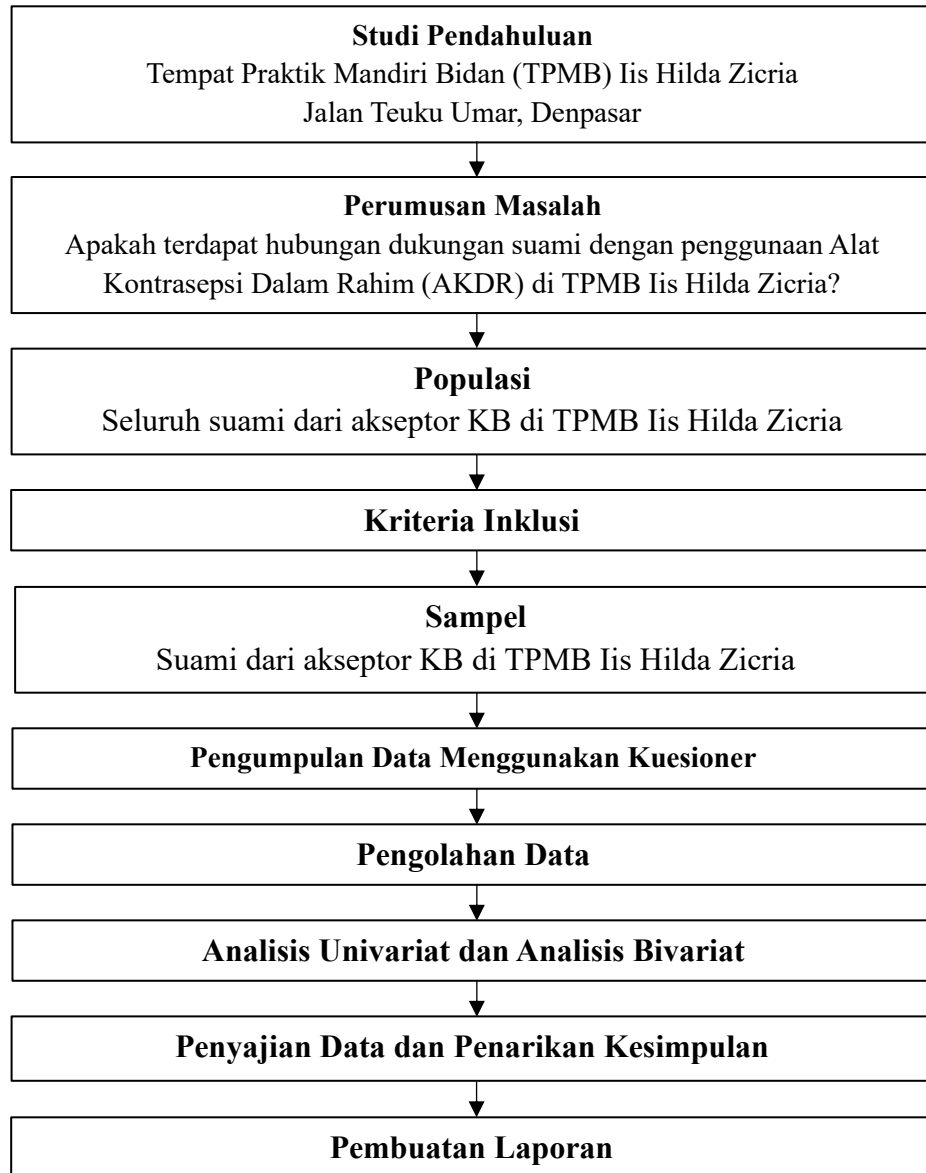 Studi Pendahuluan
Tempat Praktik Mandiri Bidan (TPMB) Iis Hilda Zicria
Jalan Teuku Umar, Denpasar
Perumusan Masalah
Apakah terdapat hubungan dukungan suami dengan penggunaan Alat
Kontrasepsi Dalam Rahim (AKDR) di TPMB Iis Hilda Zicria?
Populasi
Seluruh suami dari akseptor KB di TPMB Iis Hilda Zicria
Kriteria Inklusi
Sampel
Suami dari akseptor KB di TPMB Iis Hilda Zicria
Pengumpulan Data Menggunakan Kuesioner
Pengolahan Data
Analisis Univariat dan Analisis Bivariat
Penyajian Data dan Penarikan Kesimpulan
Pembuatan Laporan